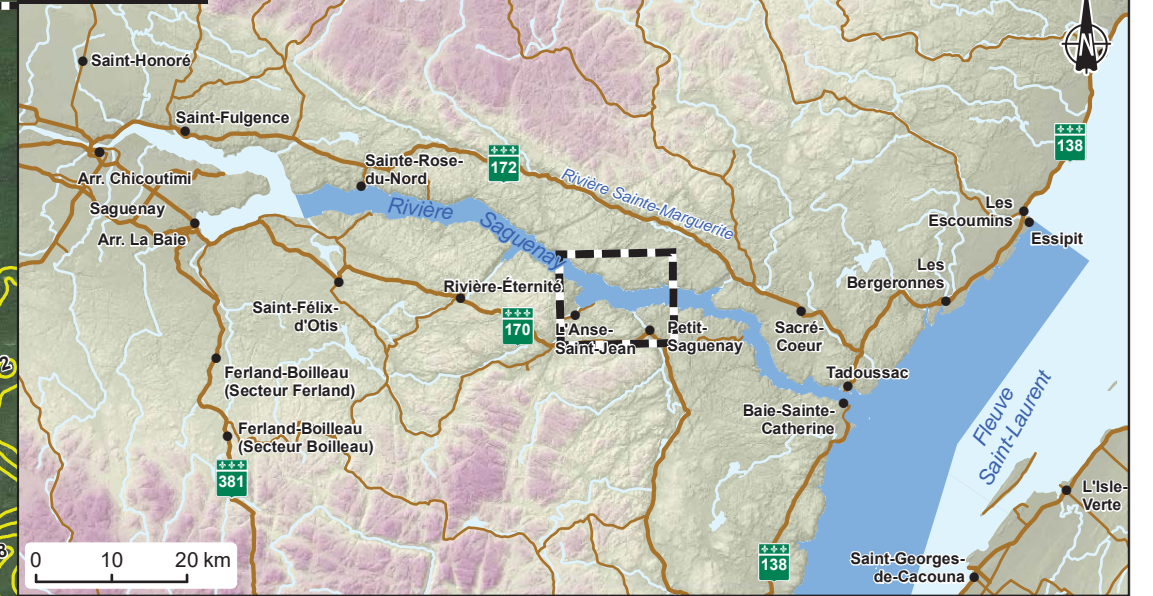 N
Saint-Honoré
Saint-Fulgence
138
Arr. Chicoutimi
Sainte-Rose-
du-Nord
172
Rivière Sainte-Marguerite
Saguenay
Arr. La Baie
Rivière Saguenay
Les
Escoumins
Essipit
Les
Bergeronnes
Rivière-Éternité
Saint-Félix-
d'Otis
170
L'Anse-
Saint-Jean
Petit-
Saguenay
Sacré-
Coeur
2
Ferland-Boilleau
(Secteur Ferland)
Tadoussac
Baie-Sainte-
Catherine
Fleuve
Saint-Laurent
Ferland-Boilleau
(Secteur Boilleau)
381
L'Isle-
Verte
138
Saint-Georges-
de-Cacouna
0 10 20 km